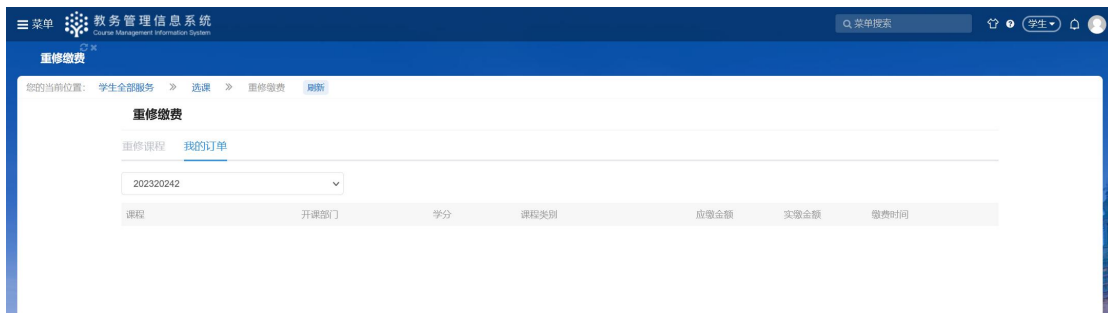 菜单 教务管理信息系统 菜单搜索 学生
Course Management Information System
重修缴费
您的当前位置: 学生全部服务 》 选课 》 重修缴费 刷新
重修缴费
重修课程 我的订单
202320242
课程 开课部门 学分 课程类别 应缴金额 实缴金额 缴费时间